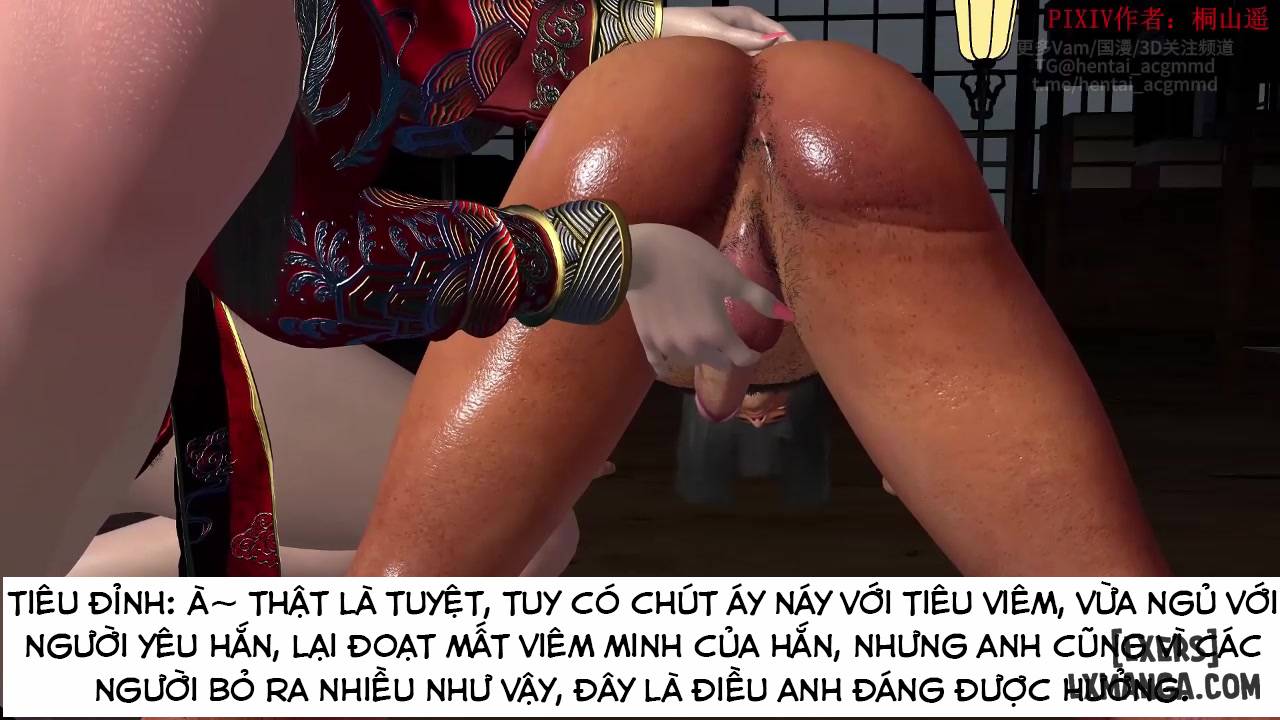 PIXIV作者：桐山遥
更多Vam/国漫/3D关注频道
TG@hentai_acgmmd
t.me/hentai_acgmmd
TIÊU ĐỈNH: À~ THẬT LÀ TUYỆT, TUY CÓ CHÚT ÁY NÁY VỚI TIÊU VIÊM, VỪA NGỦ VỚI
NGƯỜI YÊU HẮN, LẠI ĐOẠT MẤT VIÊM MINH CỦA HẮN, NHƯNG ANH CŨNG VÌ CÁC
NGƯỜI BỎ RA NHIỀU NHƯ VẬY, ĐÂY LÀ ĐIỀU ANH ĐÁNG ĐƯỢC HƯỞNG.
[EXERS]
LXMANGA.COM